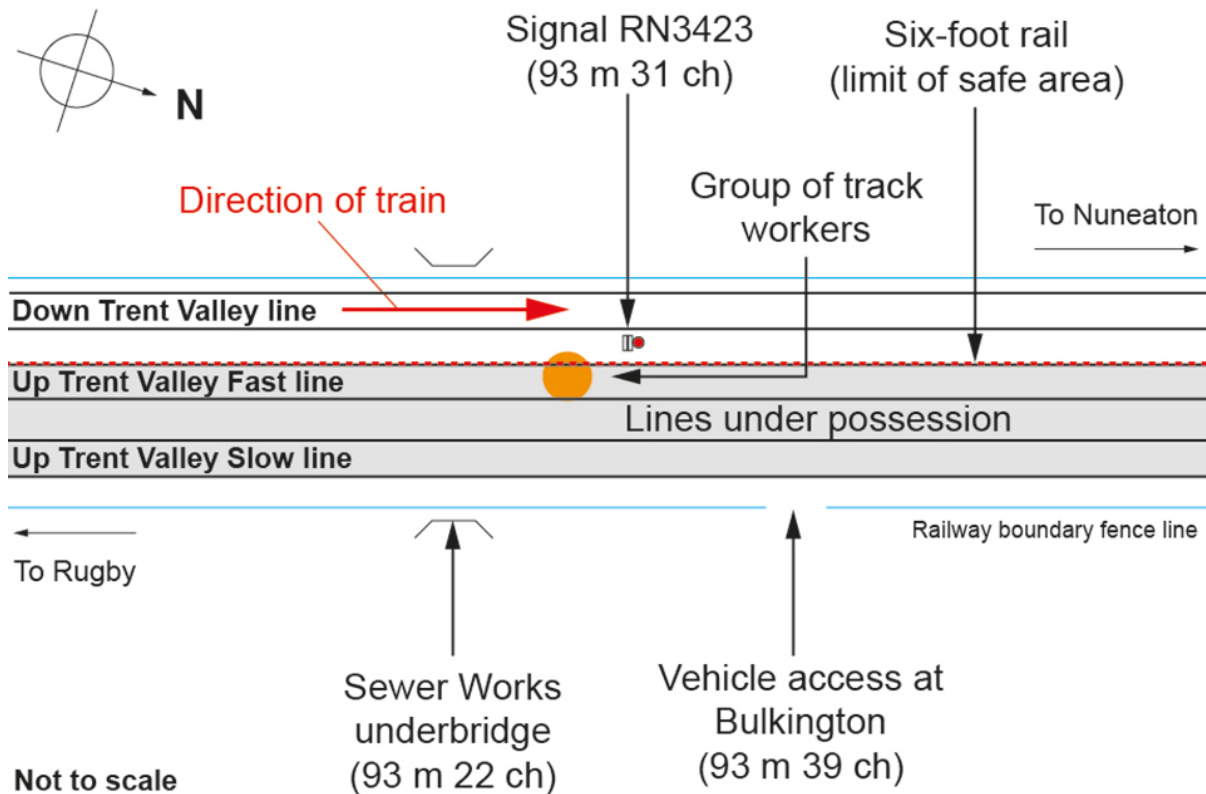 Signal RN3423
(93 m 31 ch)
Six-foot rail
(limit of safe area)
N
Direction of train
Group of track
workers
To Nuneaton
Down Trent Valley line
Up Trent Valley Fast line
Lines under possession
Up Trent Valley Slow line
Railway boundary fence line
To Rugby
Sewer Works
underbridge
(93 m 22 ch)
Vehicle access at
Bulkington
(93 m 39 ch)
Not to scale